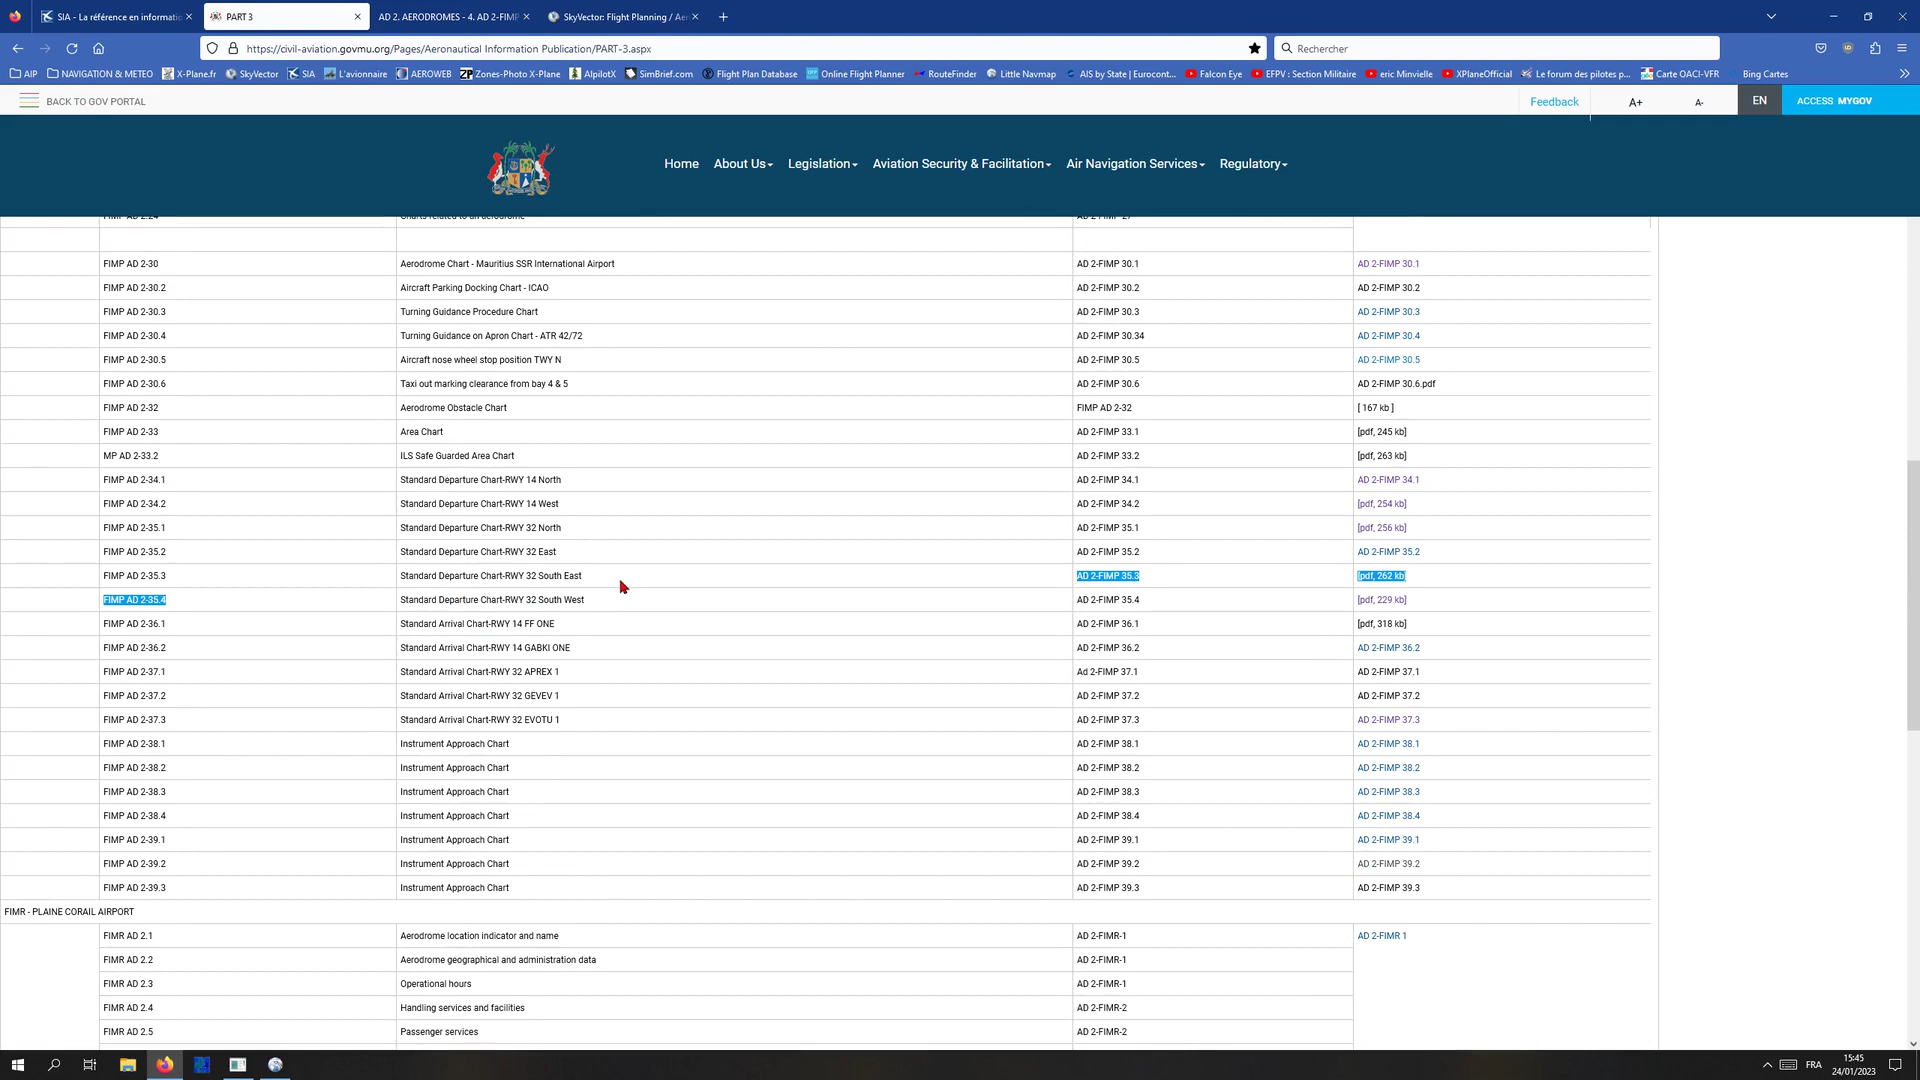 SIA - La référence en informatio
PART 3
AD 2. AERODROMES - 4. AD 2-FIMP
SkyVector: Flight Planning / Aer
https://civil-aviation.govmu.org/Pages/Aeronautical Information Publication/PART-3.aspx
Rechercher
AIP NAVIGATION & METEO X-Plane.fr SkyVector SIA L'avionnaire AEROWEB Zones-Photo X-Plane AlpilotX SimBrief.com Flight Plan Database Online Flight Planner RouteFinder Little Navmap AIS by State | Eurocont... Falcon Eye EFPV : Section Militaire eric Minvielle XPlaneOfficial Le forum des pilotes p... Carte OACI-VFR Bing Cartes
BACK TO GOV PORTAL Feedback A+ A- EN ACCESS MYGOV
Home About Us Legislation Aviation Security & Facilitation Air Navigation Services Regulatory
FIMP AD 2.24 Charts related to an aerodrome AD 2-FIMP-27
FIMP AD 2-30 Aerodrome Chart - Mauritius SSR International Airport AD 2-FIMP 30.1 AD 2-FIMP 30.1
FIMP AD 2-30.2 Aircraft Parking Docking Chart - ICAO AD 2-FIMP 30.2 AD 2-FIMP 30.2
FIMP AD 2-30.3 Turning Guidance Procedure Chart AD 2-FIMP 30.3 AD 2-FIMP 30.3
FIMP AD 2-30.4 Turning Guidance on Apron Chart - ATR 42/72 AD 2-FIMP 30.34 AD 2-FIMP 30.4
FIMP AD 2-30.5 Aircraft nose wheel stop position TWY N AD 2-FIMP 30.5 AD 2-FIMP 30.5
FIMP AD 2-30.6 Taxi out marking clearance from bay 4 & 5 AD 2-FIMP 30.6 AD 2-FIMP 30.6.pdf
FIMP AD 2-32 Aerodrome Obstacle Chart FIMP AD 2-32 [ 167 kb ]
FIMP AD 2-33 Area Chart AD 2-FIMP 33.1 [pdf, 245 kb]
MP AD 2-33.2 ILS Safe Guarded Area Chart AD 2-FIMP 33.2 [pdf, 263 kb]
FIMP AD 2-34.1 Standard Departure Chart-RWY 14 North AD 2-FIMP 34.1 AD 2-FIMP 34.1
FIMP AD 2-34.2 Standard Departure Chart-RWY 14 West AD 2-FIMP 34.2 [pdf, 254 kb]
FIMP AD 2-35.1 Standard Departure Chart-RWY 32 North AD 2-FIMP 35.1 [pdf, 256 kb]
FIMP AD 2-35.2 Standard Departure Chart-RWY 32 East AD 2-FIMP 35.2 AD 2-FIMP 35.2
FIMP AD 2-35.3 Standard Departure Chart-RWY 32 South East AD 2-FIMP 35.3 [pdf, 262 kb]
FIMP AD 2-35.4 Standard Departure Chart-RWY 32 South West AD 2-FIMP 35.4 [pdf, 229 kb]
FIMP AD 2-36.1 Standard Arrival Chart-RWY 14 FF ONE AD 2-FIMP 36.1 [pdf, 318 kb]
FIMP AD 2-36.2 Standard Arrival Chart-RWY 14 GABKI ONE AD 2-FIMP 36.2 AD 2-FIMP 36.2
FIMP AD 2-37.1 Standard Arrival Chart-RWY 32 APREX 1 Ad 2-FIMP 37.1 AD 2-FIMP 37.1
FIMP AD 2-37.2 Standard Arrival Chart-RWY 32 GEVEV 1 AD 2-FIMP 37.2 AD 2-FIMP 37.2
FIMP AD 2-37.3 Standard Arrival Chart-RWY 32 EVOTU 1 AD 2-FIMP 37.3 AD 2-FIMP 37.3
FIMP AD 2-38.1 Instrument Approach Chart AD 2-FIMP 38.1 AD 2-FIMP 38.1
FIMP AD 2-38.2 Instrument Approach Chart AD 2-FIMP 38.2 AD 2-FIMP 38.2
FIMP AD 2-38.3 Instrument Approach Chart AD 2-FIMP 38.3 AD 2-FIMP 38.3
FIMP AD 2-38.4 Instrument Approach Chart AD 2-FIMP 38.4 AD 2-FIMP 38.4
FIMP AD 2-39.1 Instrument Approach Chart AD 2-FIMP 39.1 AD 2-FIMP 39.1
FIMP AD 2-39.2 Instrument Approach Chart AD 2-FIMP 39.2 AD 2-FIMP 39.2
FIMP AD 2-39.3 Instrument Approach Chart AD 2-FIMP 39.3 AD 2-FIMP 39.3
FIMR - PLAINE CORAIL AIRPORT
FIMR AD 2.1 Aerodrome location indicator and name AD 2-FIMR-1 AD 2-FIMR 1
FIMR AD 2.2 Aerodrome geographical and administration data AD 2-FIMR-1
FIMR AD 2.3 Operational hours AD 2-FIMR-1
FIMR AD 2.4 Handling services and facilities AD 2-FIMR-2
FIMR AD 2.5 Passenger services AD 2-FIMR-2
FRA 15:45
24/01/2023